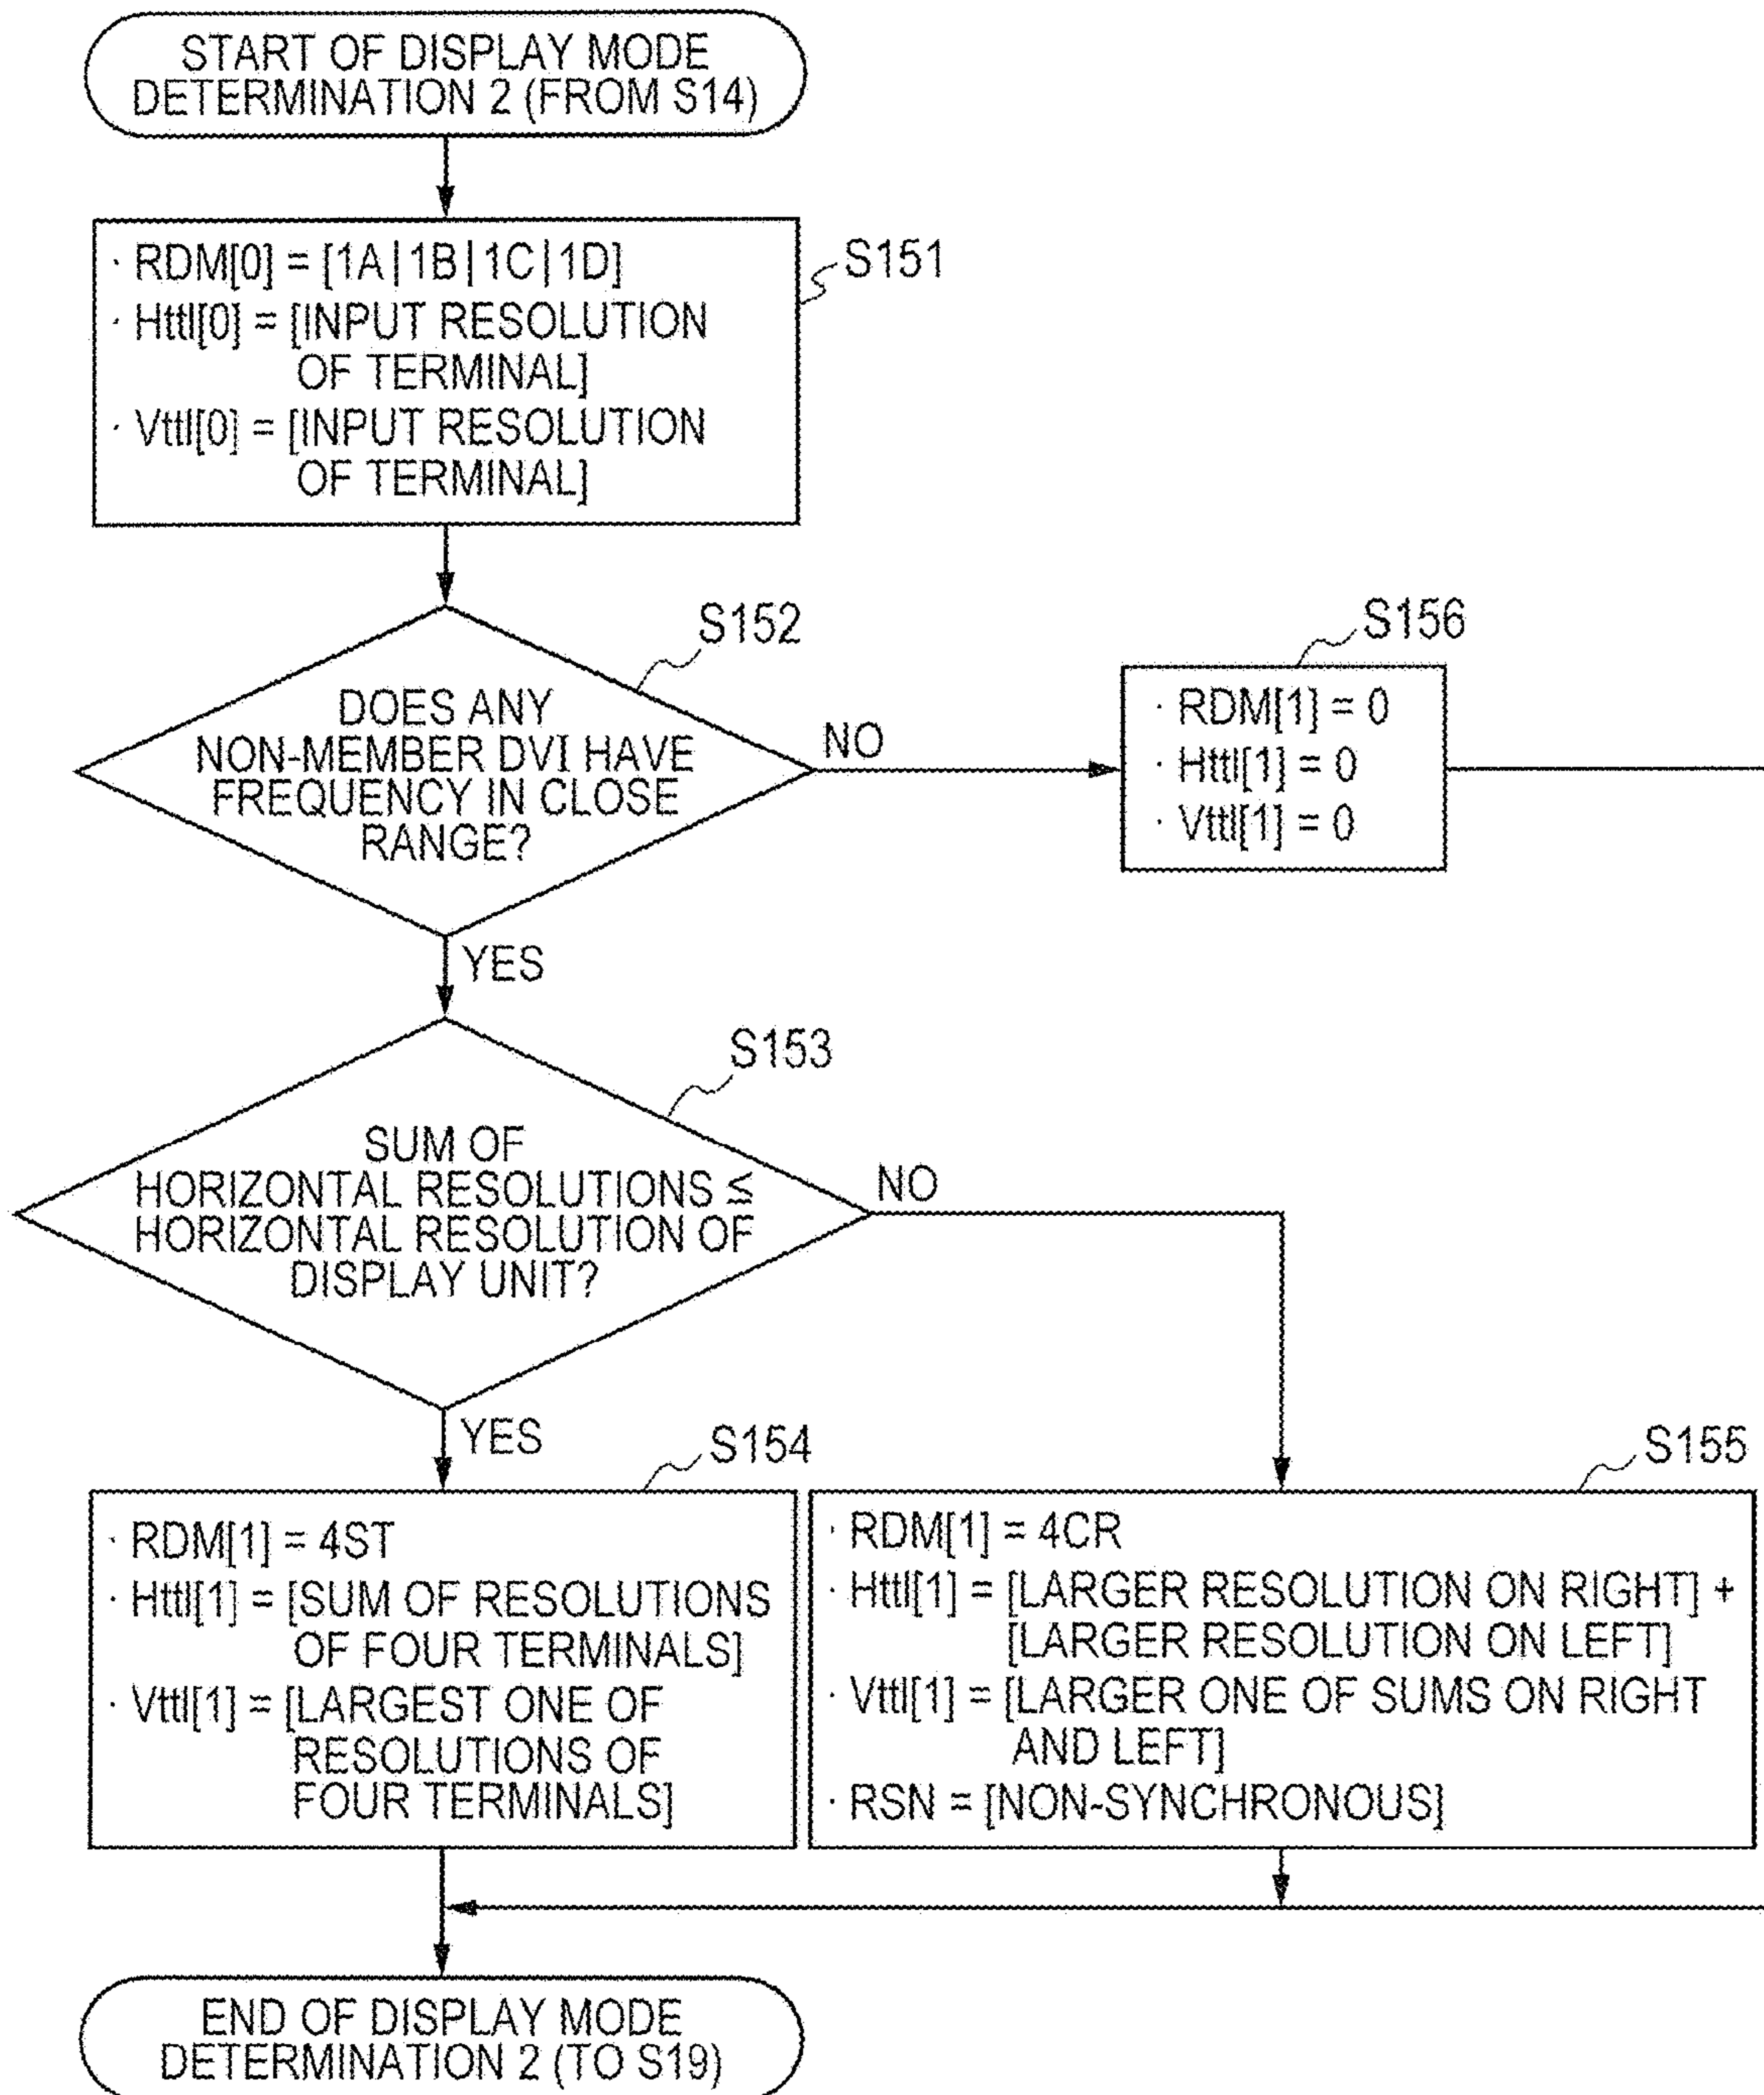 START OF DISPLAY MODE
DETERMINATION 2 (FROM S14)
· RDM[0] = [1A|1B|1C|1D]
· Httl[0] = [INPUT RESOLUTION
OF TERMINAL]
· Vttl[0] = [INPUT RESOLUTION
OF TERMINAL]
S151
S152
DOES ANY
NON-MEMBER DVI HAVE
FREQUENCY IN CLOSE
RANGE?
NO
S156
· RDM[1] = 0
· Httl[1] = 0
· Vttl[1] = 0
YES
S153
SUM OF
HORIZONTAL RESOLUTIONS ≦
HORIZONTAL RESOLUTION OF
DISPLAY UNIT?
NO
YES
S154
· RDM[1] = 4ST
· Httl[1] = [SUM OF RESOLUTIONS
OF FOUR TERMINALS]
· Vttl[1] = [LARGEST ONE OF
RESOLUTIONS OF
FOUR TERMINALS]
S155
· RDM[1] = 4CR
· Httl[1] = [LARGER RESOLUTION ON RIGHT] +
[LARGER RESOLUTION ON LEFT]
· Vttl[1] = [LARGER ONE OF SUMS ON RIGHT
AND LEFT]
· RSN = [NON-SYNCHRONOUS]
END OF DISPLAY MODE
DETERMINATION 2 (TO S19)